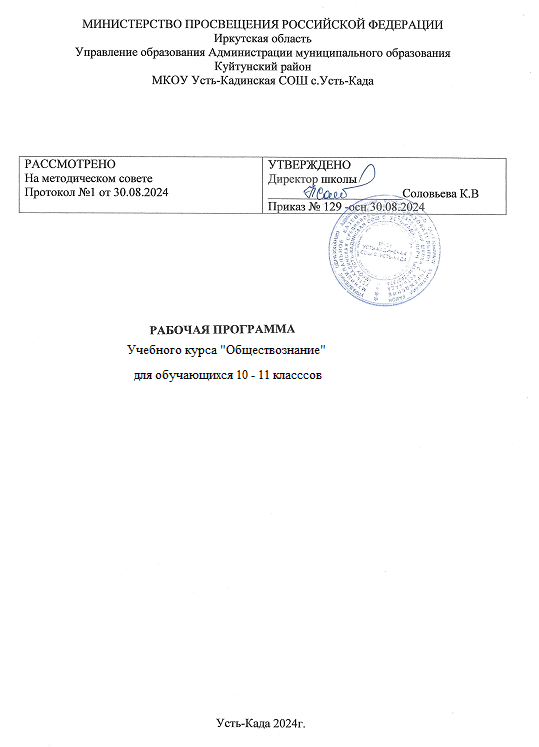 МИНИСТЕРСТВО ПРОСВЕЩЕНИЯ РОССИЙСКОЙ ФЕДЕРАЦИИ
Иркутская область
Управление образования Администрации муниципального образования
Куйтунский район
МКОУ Усть-Кадинская СОШ с.Усть-Када
РАССМОТРЕНО
На методическом совете
Протокол №1 от 30.08.2024
УТВЕРЖДЕНО
Директор школы
Соловьева К.В
Приказ № 129 -осн.30.08.2024
РАБОЧАЯ ПРОГРАММА
Учебного курса "Обществознание"
для обучающихся 10 - 11 класссов
Усть-Када 2024г.